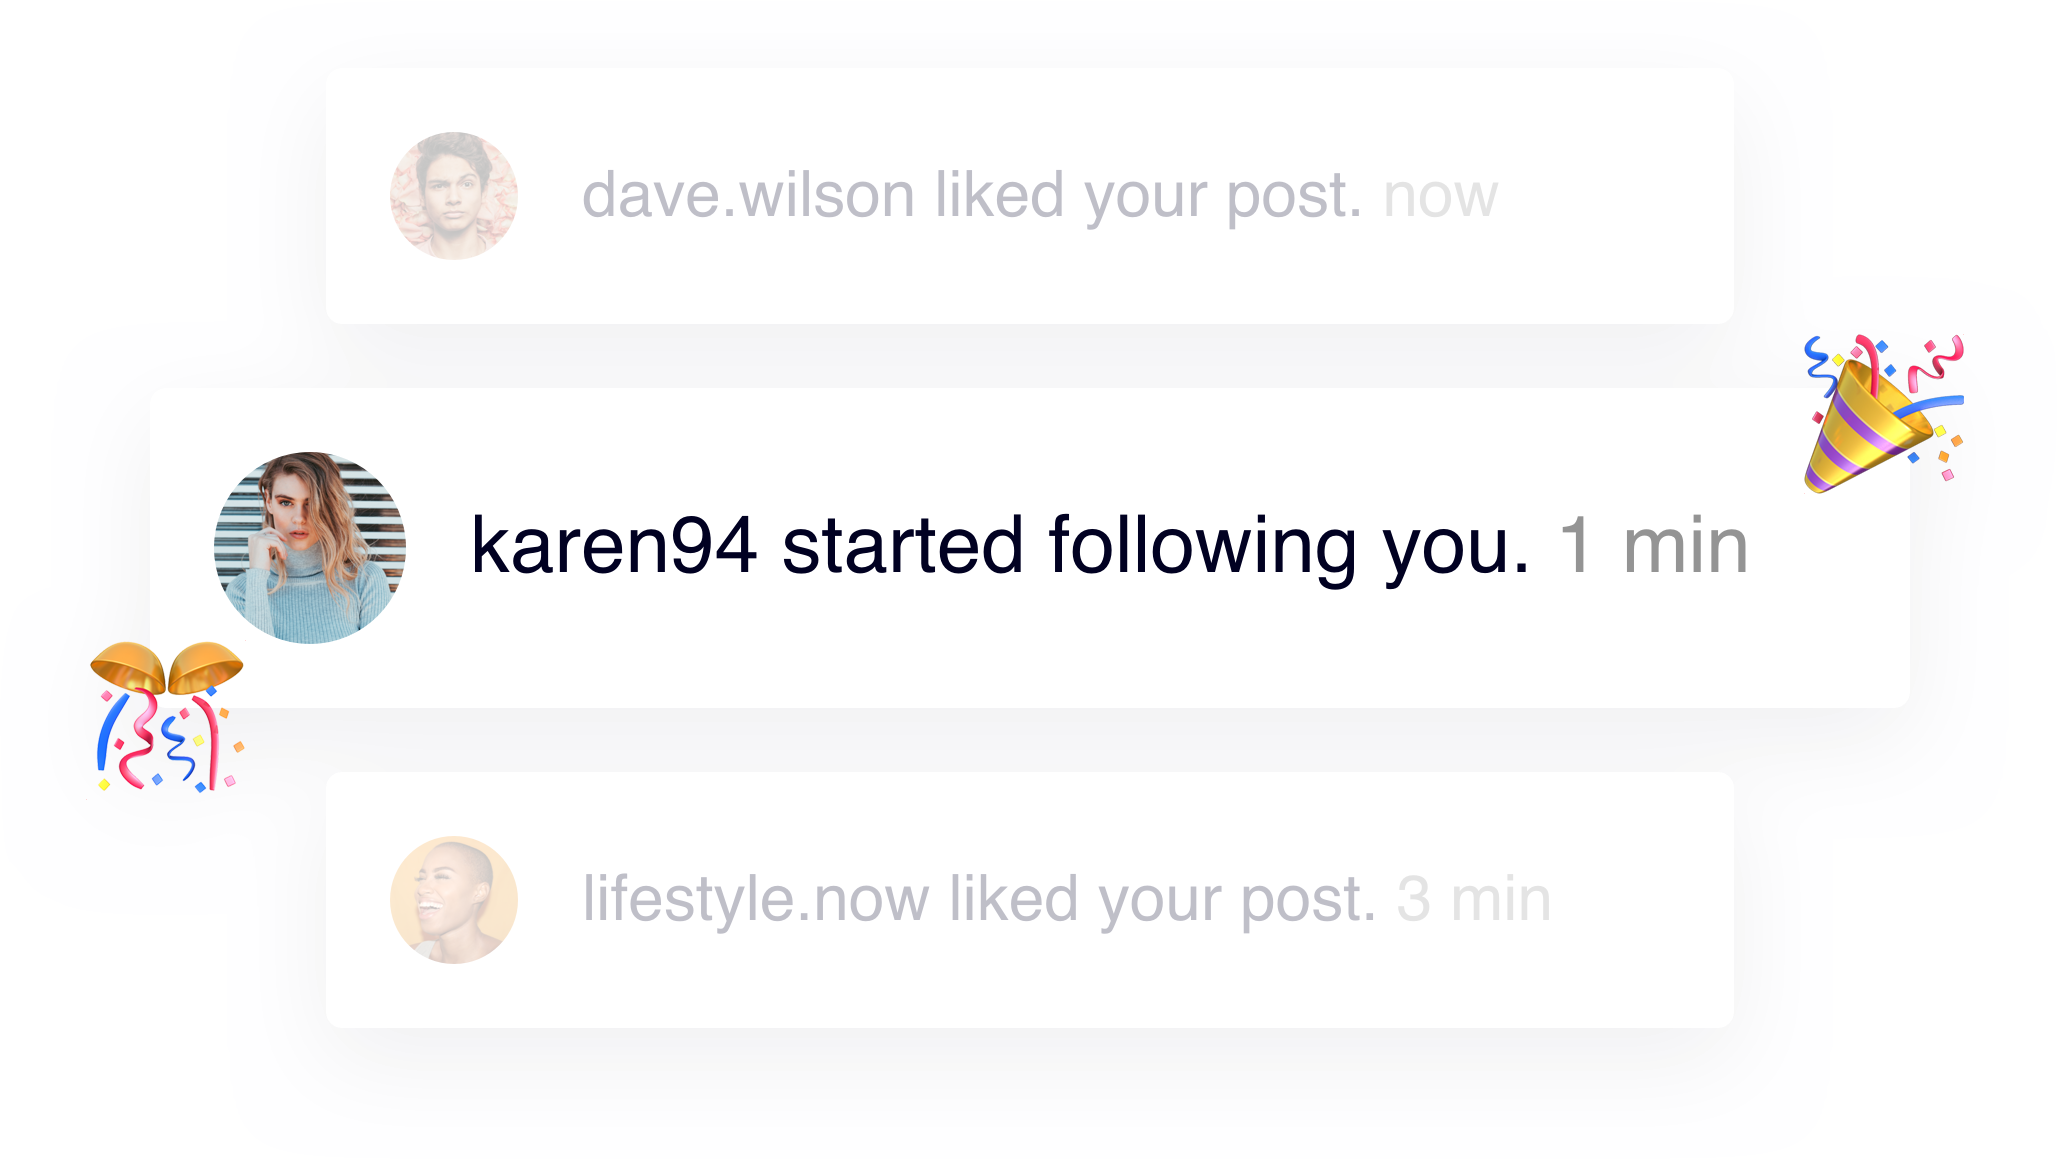 dave.wilson liked your post. now
karen94 started following you. 1 min
lifestyle.now liked your post. 3 min